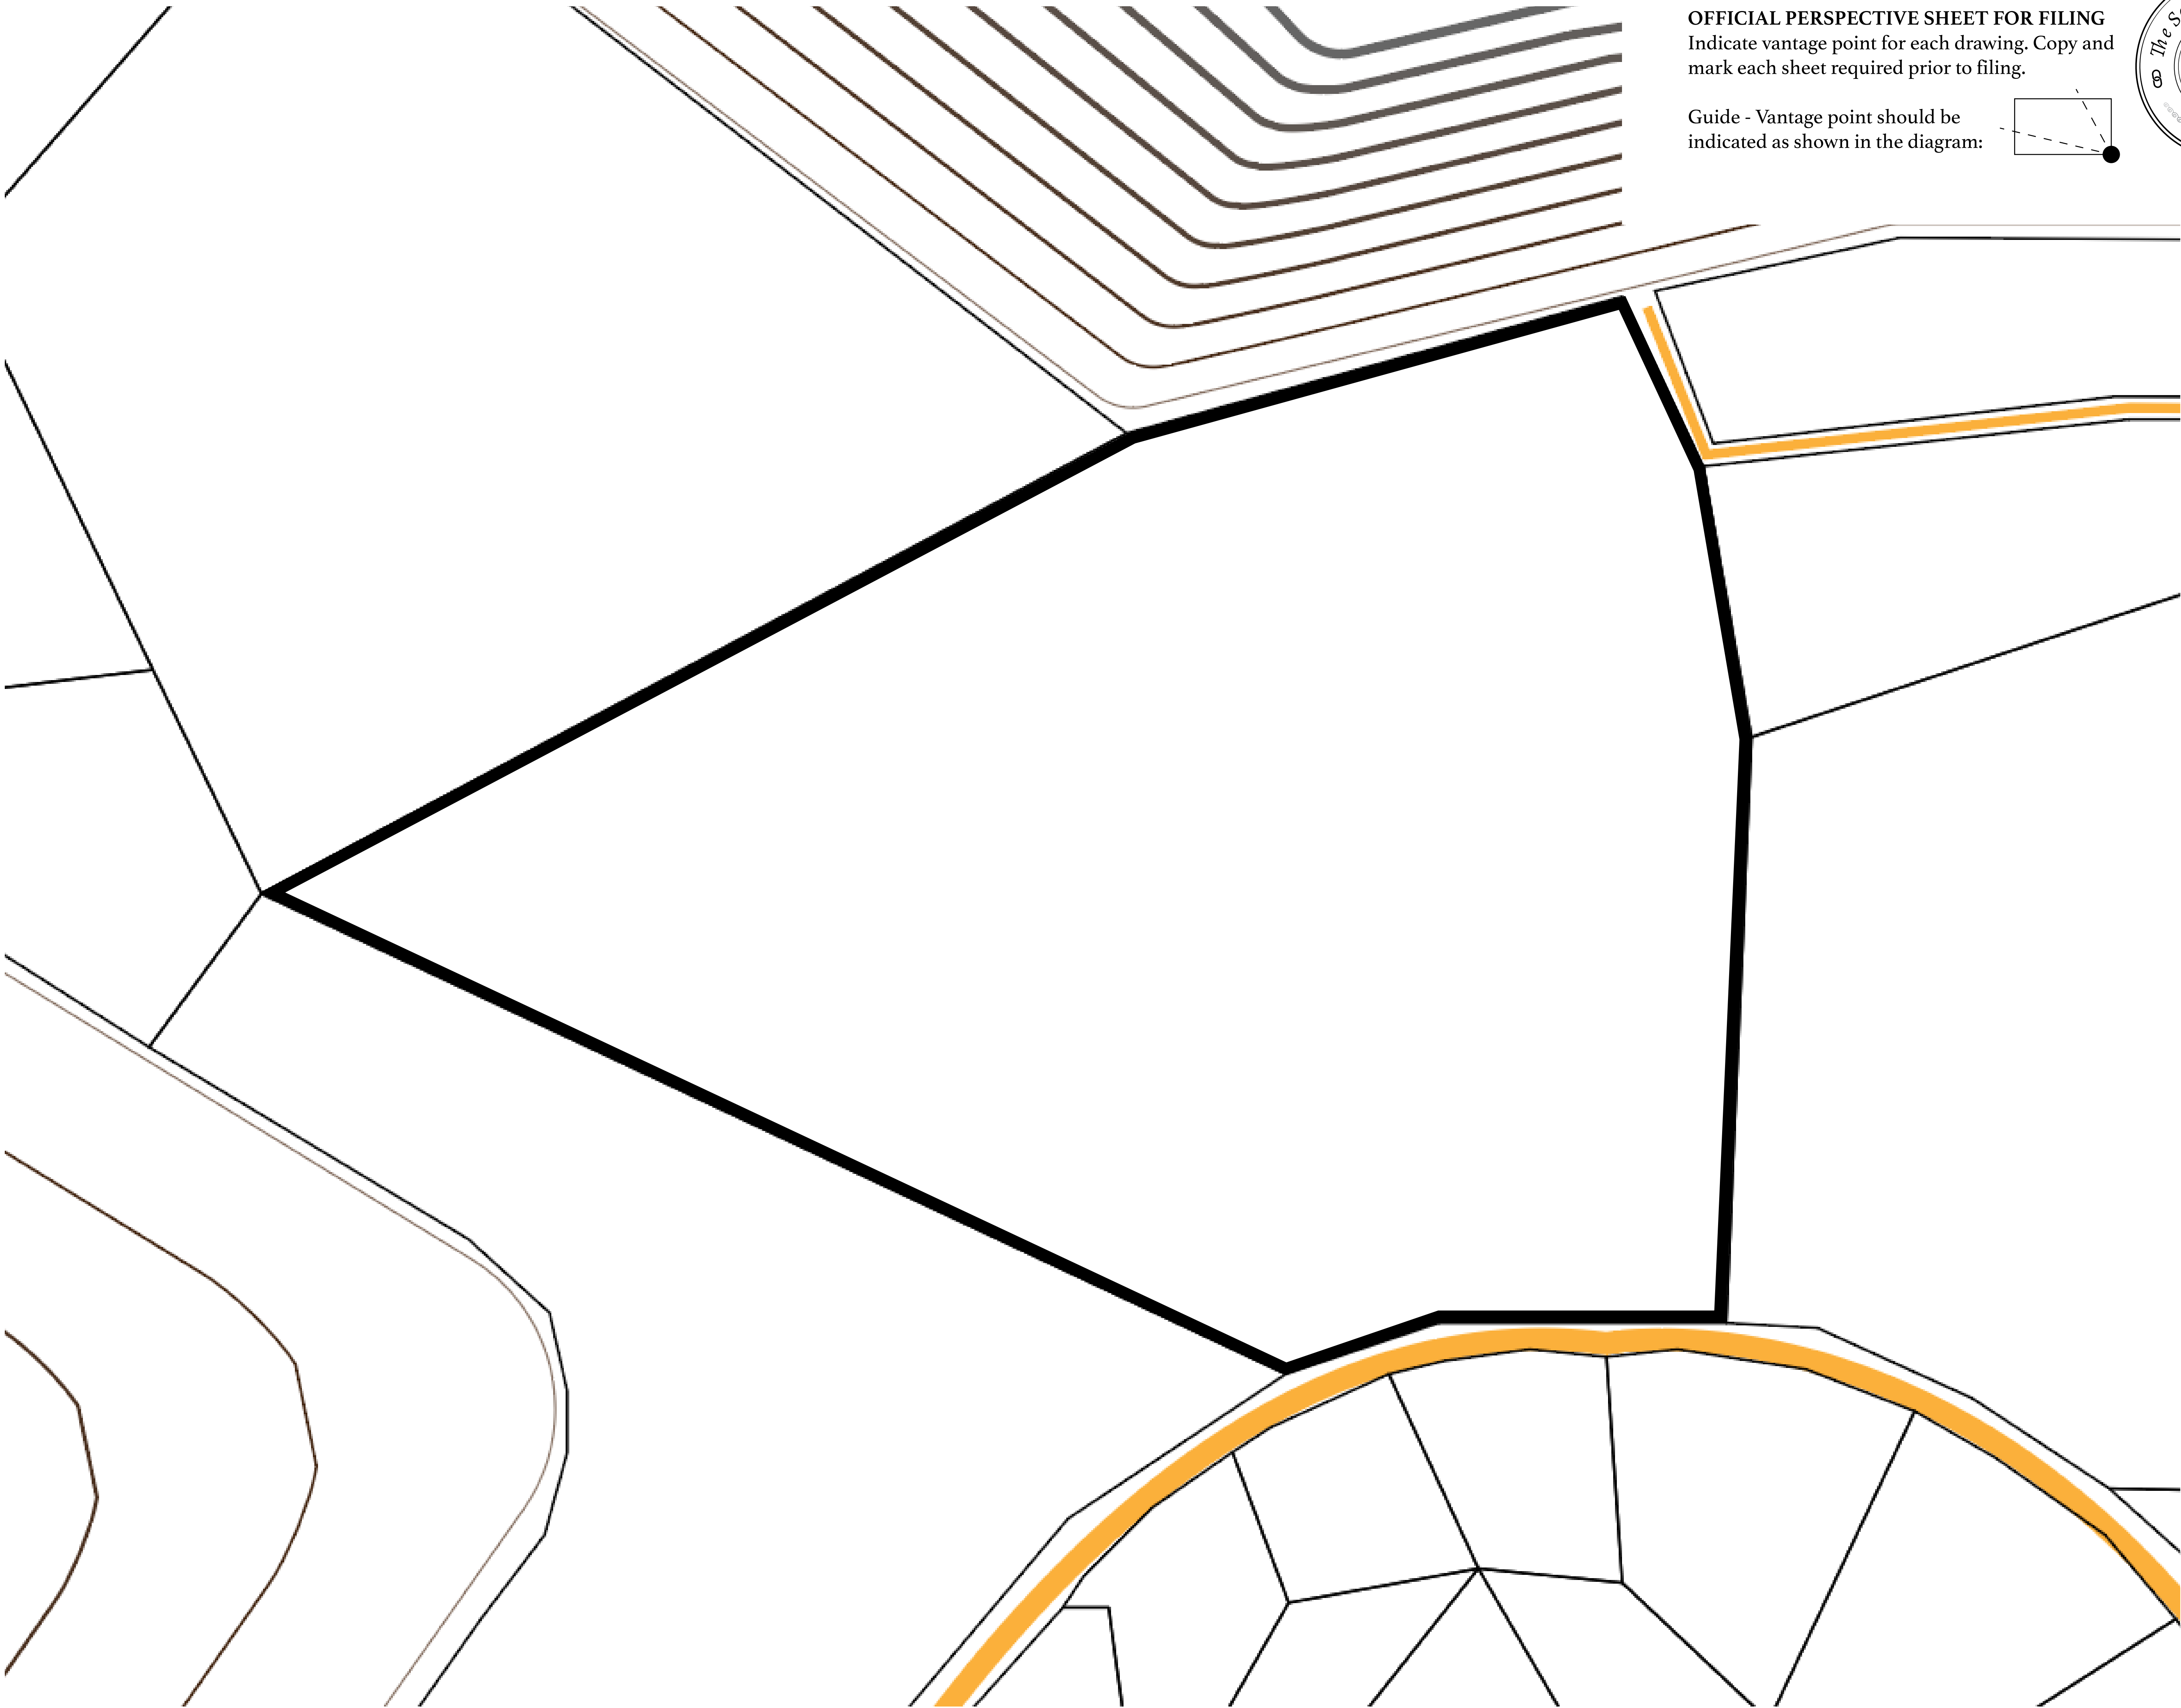 OFFICIAL PERSPECTIVE SHEET FOR FILING
Indicate vantage point for each drawing. Copy and
mark each sheet required prior to filing.
Guide - Vantage point should be
indicated as shown in the diagram:
The